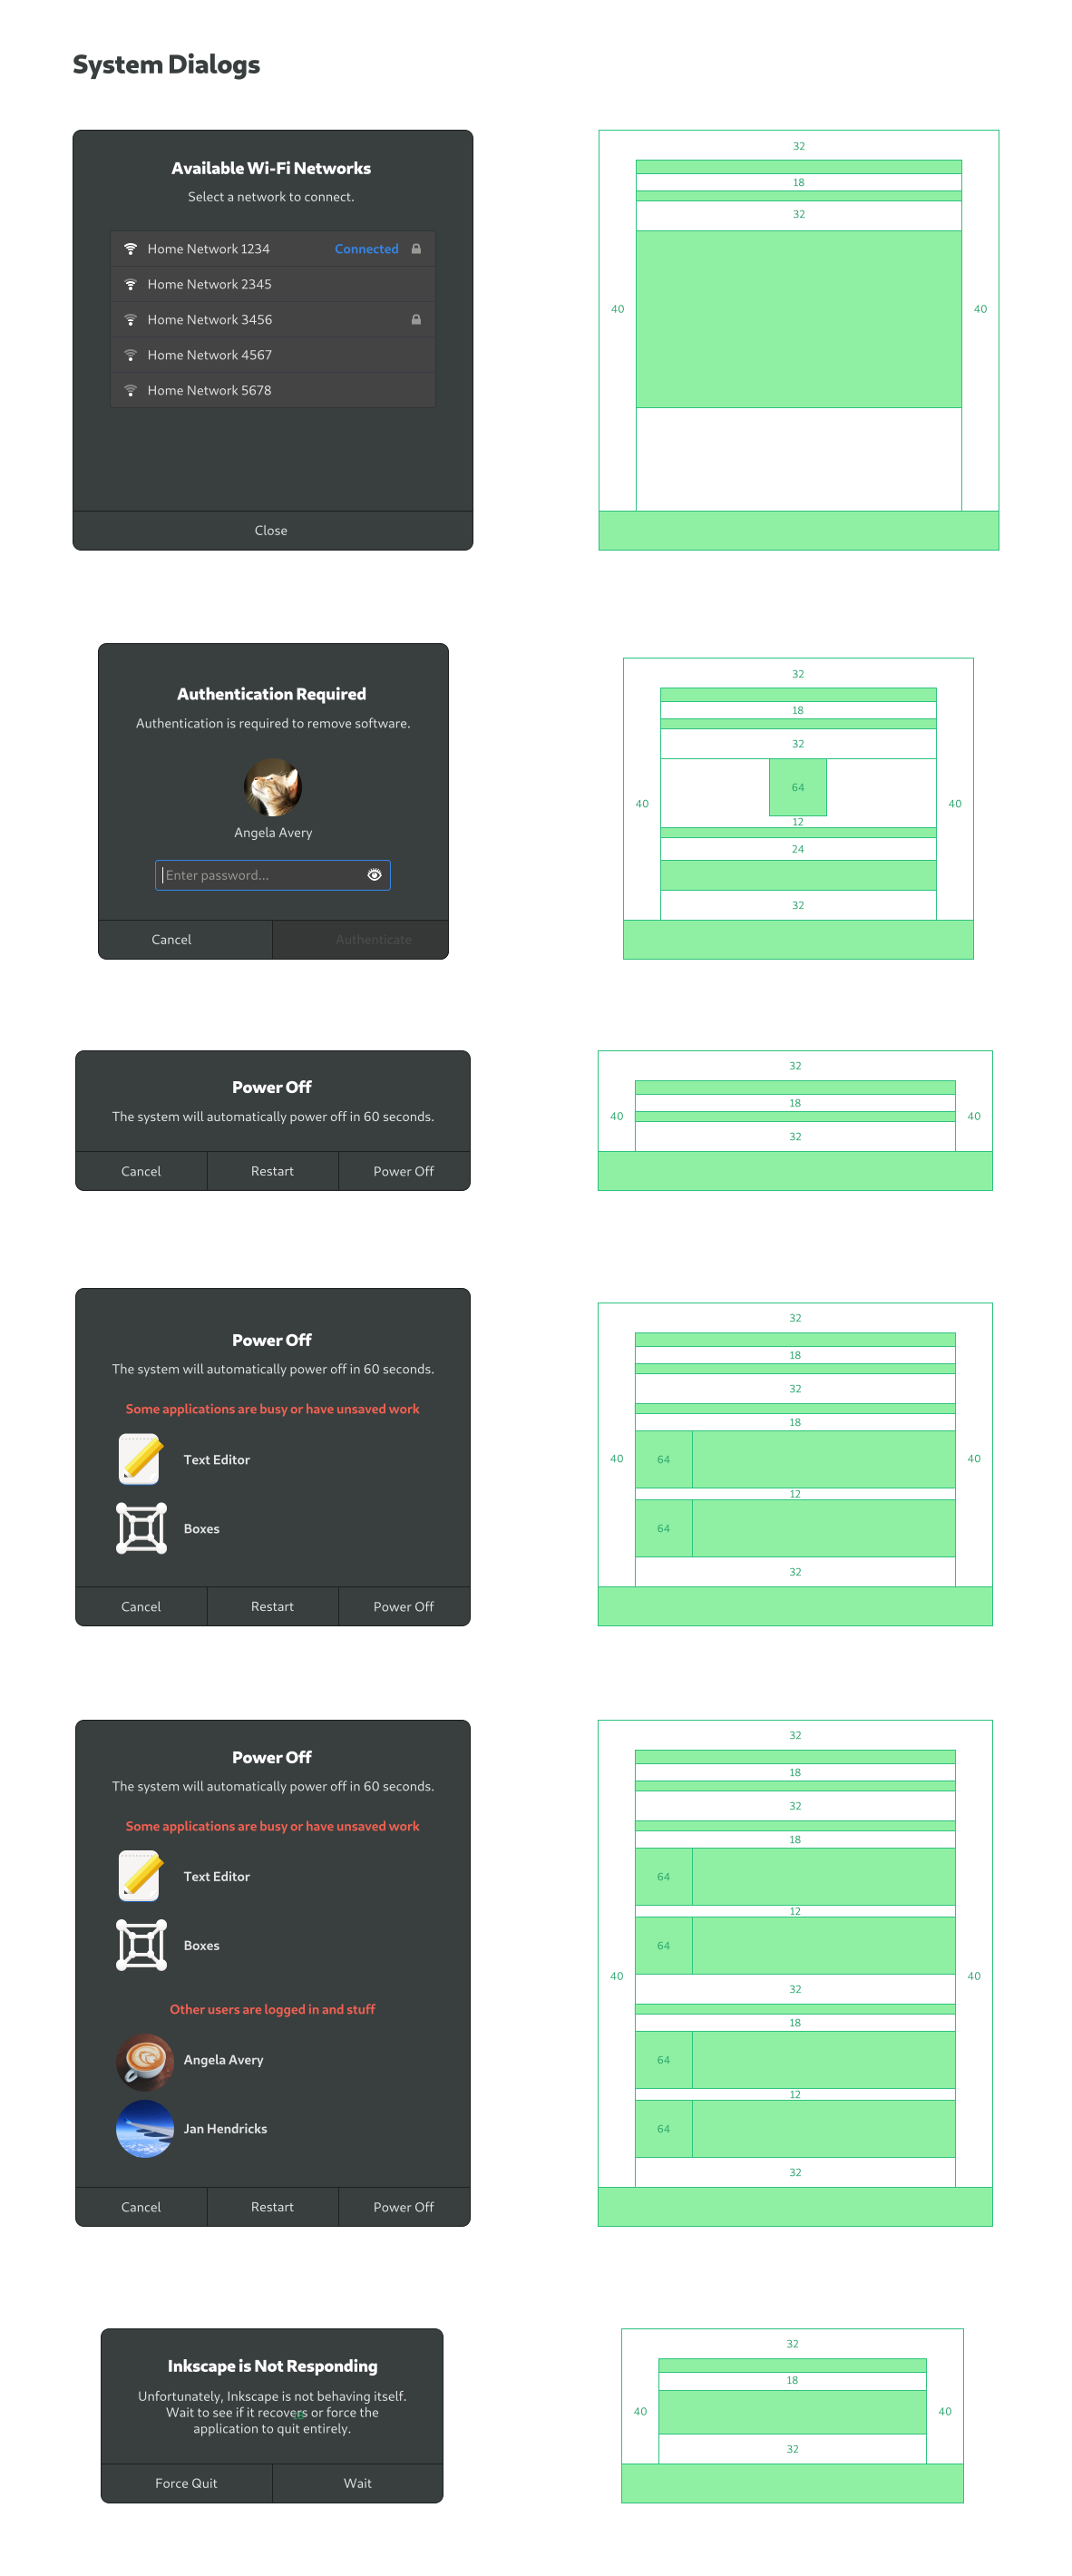 System Dialogs
Available Wi-Fi Networks
Select a network to connect.
Home Network 1234 Connected
Home Network 2345
Home Network 3456
Home Network 4567
Home Network 5678
Close
32
18
32
40 40
Authentication Required
Authentication is required to remove software.
Angela Avery
Enter password...
Cancel Authenticate
32
18
32
64
40 40
12
24
32
Power Off
The system will automatically power off in 60 seconds.
Cancel Restart Power Off
32
18
40 40
32
Power Off
The system will automatically power off in 60 seconds.
Some applications are busy or have unsaved work
Text Editor
Boxes
Cancel Restart Power Off
32
18
32
18
40 64 40
12
64
32
Power Off
The system will automatically power off in 60 seconds.
Some applications are busy or have unsaved work
Text Editor
Boxes
Other users are logged in and stuff
Angela Avery
Jan Hendricks
Cancel Restart Power Off
32
18
32
18
64
12
64
40 40
32
18
64
12
64
32
Inkscape is Not Responding
Unfortunately, Inkscape is not behaving itself.
Wait to see if it recovers or force the
application to quit entirely.
Force Quit Wait
32
18
40 40
32